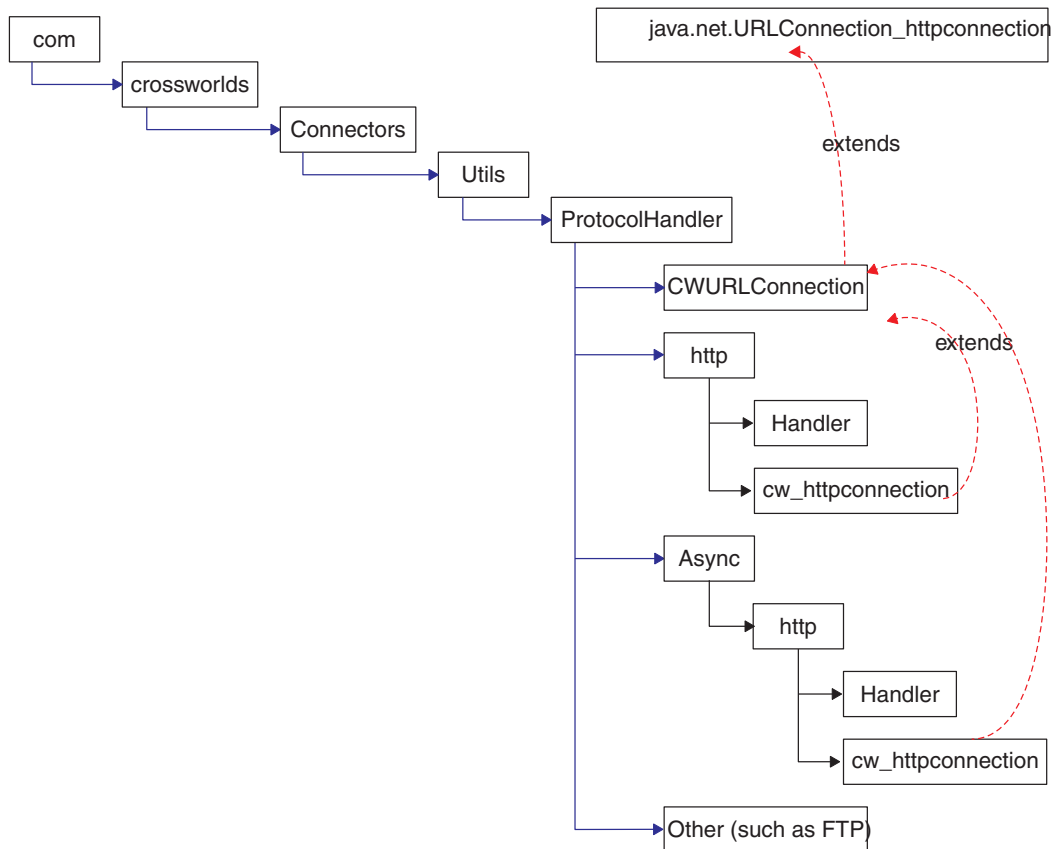 com
java.net.URLConnection_httpconnection
crossworlds
Connectors
extends
Utils
ProtocolHandler
CWURLConnection
extends
http
Handler
cw_httpconnection
Async
http
Handler
cw_httpconnection
Other (such as FTP)